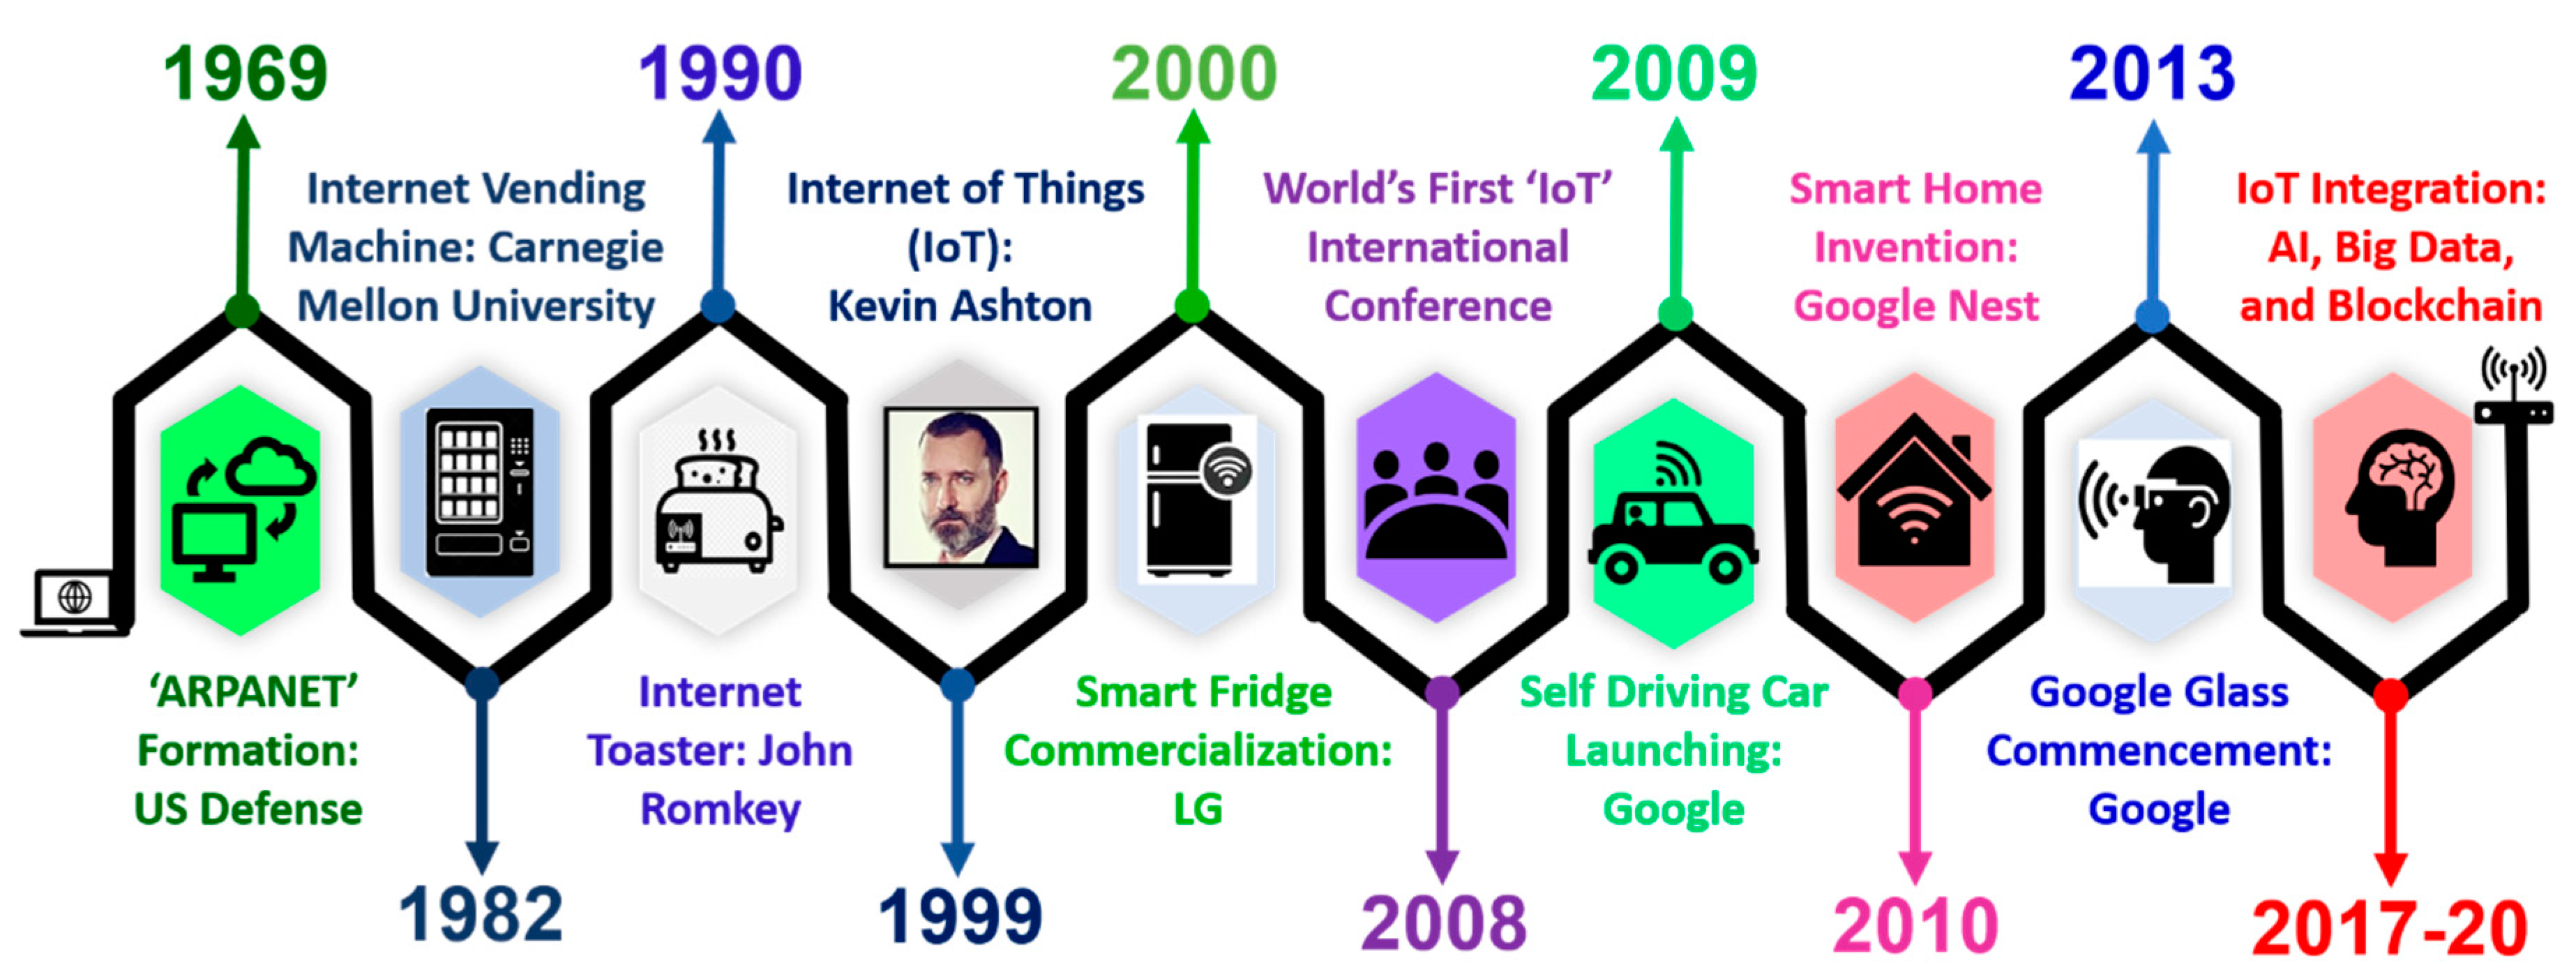 1969
‘ARPANET’
Formation:
US Defense
Internet Vending
Machine: Carnegie
Mellon University
1982
1990
Internet
Toaster: John
Romkey
Internet of Things
(IoT):
Kevin Ashton
1999
2000
Smart Fridge
Commercialization:
LG
World’s First ‘IoT’
International
Conference
2008
2009
Self Driving Car
Launching:
Google
Smart Home
Invention:
Google Nest
2010
2013
Google Glass
Commencement:
Google
IoT Integration:
AI, Big Data,
and Blockchain
2017-20